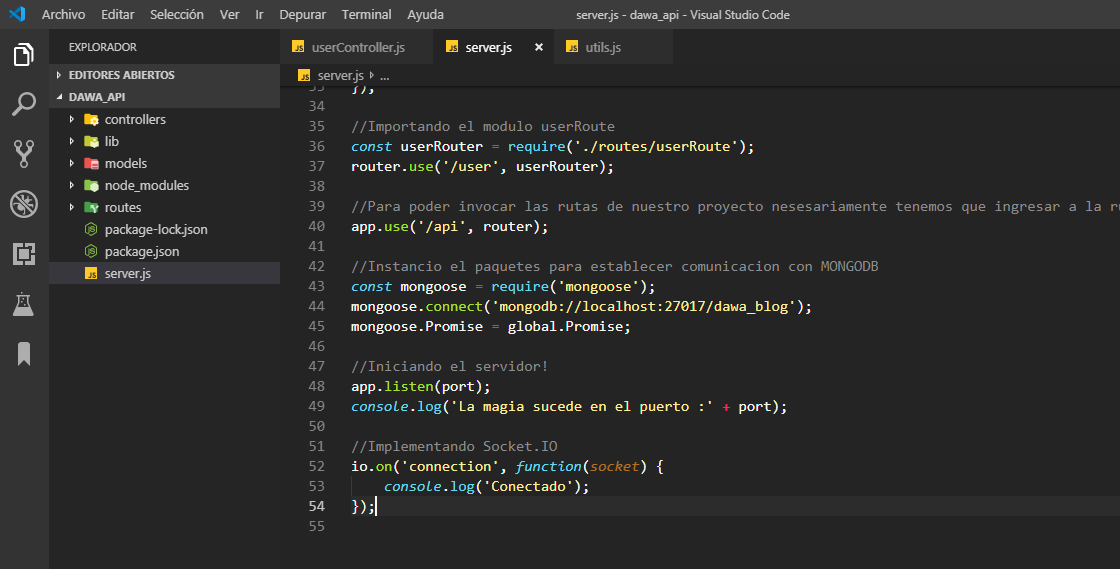 Archivo Editar Selección Ver Ir Depurar Terminal Ayuda server.js - dawa_api - Visual Studio Code
EXPLORADOR
EDITORES ABIERTOS
DAWA_API
controllers
lib
models
node_modules
routes
package-lock.json
package.json
server.js
userController.js server.js × utils.js
server.js ...
33 });
34
35 //Importando el modulo userRoute
36 const userRouter = require('./routes/userRoute');
37 router.use('/user', userRouter);
38
39 //Para poder invocar las rutas de nuestro proyecto nesesariamente tenemos que ingresar a la
40 app.use('/api', router);
41
42 //Instancio el paquetes para establecer comunicacion con MONGODB
43 const mongoose = require('mongoose');
44 mongoose.connect('mongodb://localhost:27017/dawa_blog');
45 mongoose.Promise = global.Promise;
46
47 //Iniciando el servidor!
48 app.listen(port);
49 console.log('La magia sucede en el puerto :' + port);
50
51 //Implementando Socket.IO
52 io.on('connection', function(socket) {
53 console.log('Conectado');
54 });
55